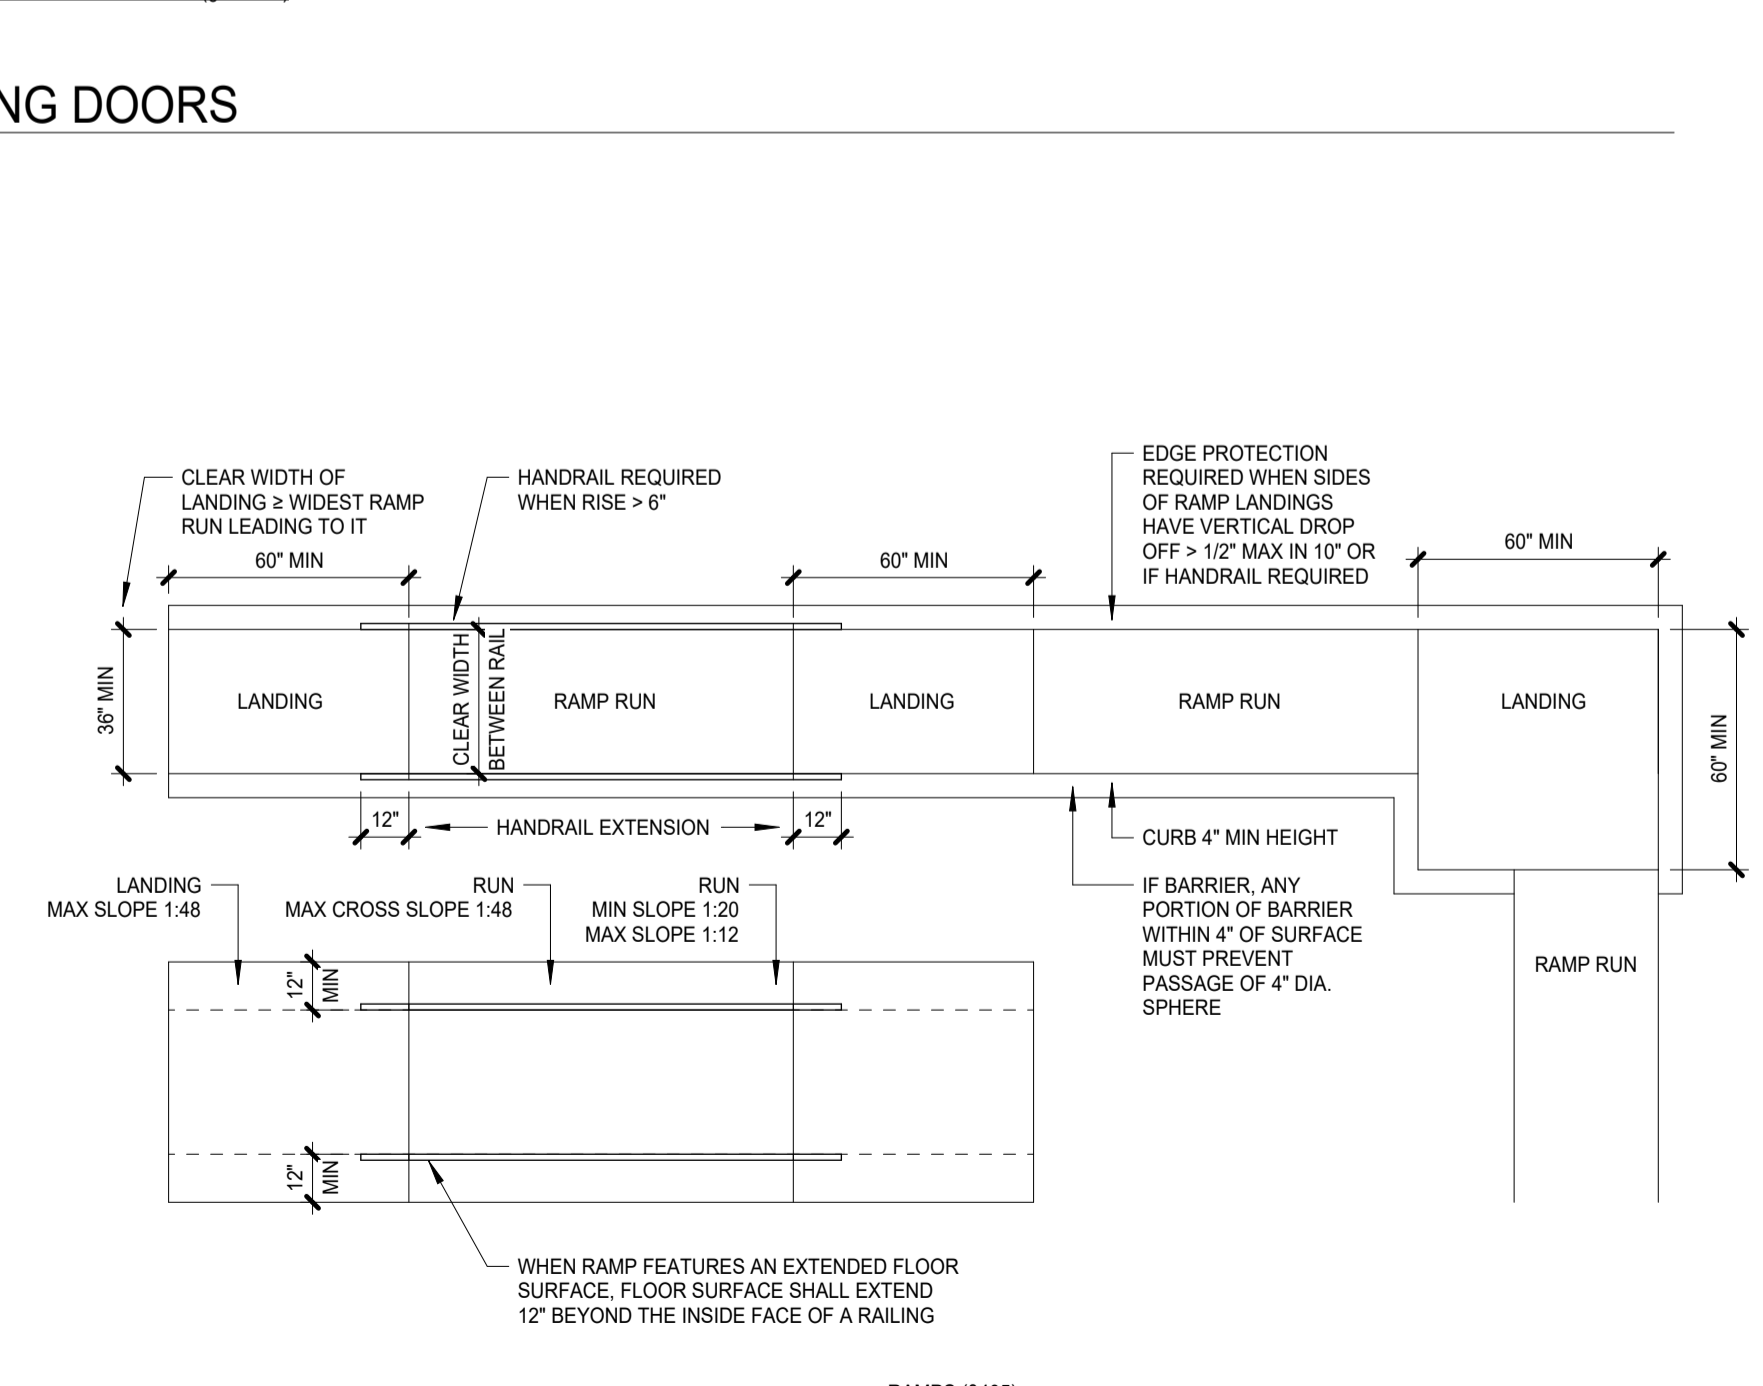 NG DOORS
CLEAR WIDTH OF
LANDING ≥ WIDEST RAMP
RUN LEADING TO IT
HANDRAIL REQUIRED
WHEN RISE > 6"
EDGE PROTECTION
REQUIRED WHEN SIDES
OF RAMP LANDINGS
HAVE VERTICAL DROP
OFF > 1/2" MAX IN 10" OR
IF HANDRAIL REQUIRED
60" MIN
60" MIN
60" MIN
36" MIN
LANDING
CLEAR WIDTH
BETWEEN RAIL
RAMP RUN
LANDING
RAMP RUN
LANDING
60" MIN
12"
HANDRAIL EXTENSION
12"
CURB 4" MIN HEIGHT
LANDING
MAX SLOPE 1:48
RUN
MAX CROSS SLOPE 1:48
RUN
MIN SLOPE 1:20
MAX SLOPE 1:12
IF BARRIER, ANY
PORTION OF BARRIER
WITHIN 4" OF SURFACE
MUST PREVENT
PASSAGE OF 4" DIA.
SPHERE
RAMP RUN
12"
MIN
12"
MIN
WHEN RAMP FEATURES AN EXTENDED FLOOR
SURFACE, FLOOR SURFACE SHALL EXTEND
12" BEYOND THE INSIDE FACE OF A RAILING